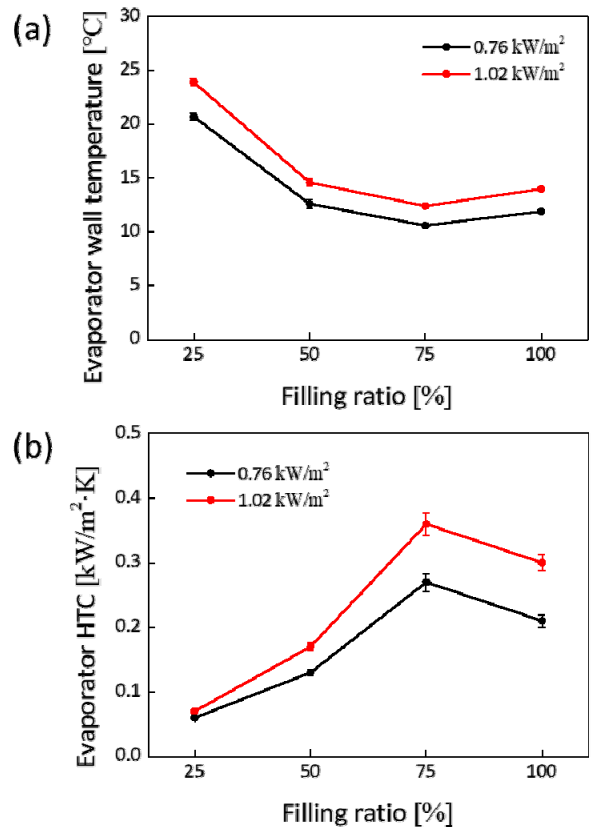 (a)
Evaporator wall temperature [℃]
30
25
20
15
10
5
0
0.76 kW/m²
1.02 kW/m²
25 50 75 100
Filling ratio [%]
(b)
Evaporator HTC [kW/m²·K]
0.5
0.4
0.3
0.2
0.1
0.0
0.76 kW/m²
1.02 kW/m²
25 50 75 100
Filling ratio [%]